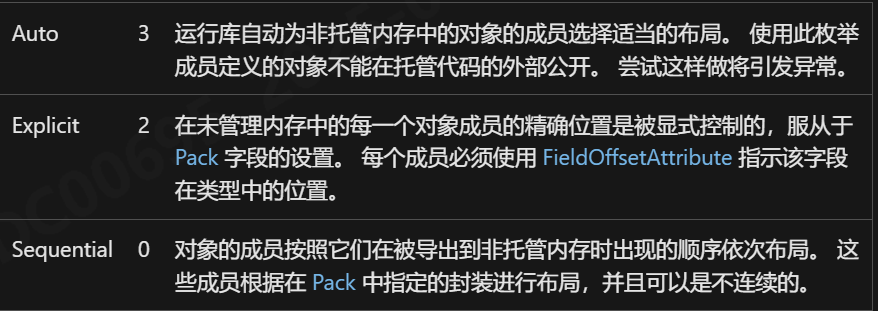 Auto 3 运行库自动为非托管内存中的对象的成员选择适当的布局。 使用此枚举
成员定义的对象不能在托管代码的外部公开。 尝试这样做将引发异常。
Explicit 2 在未管理内存中的每一个对象成员的精确位置是被显式控制的，服从于
Pack 字段的设置。 每个成员必须使用 FieldOffsetAttribute 指示该字段
在类型中的位置。
Sequential 0 对象的成员按照它们在被导出到非托管内存时出现的顺序依次布局。 这
些成员根据在 Pack 中指定的封装进行布局，并且可以是不连续的。